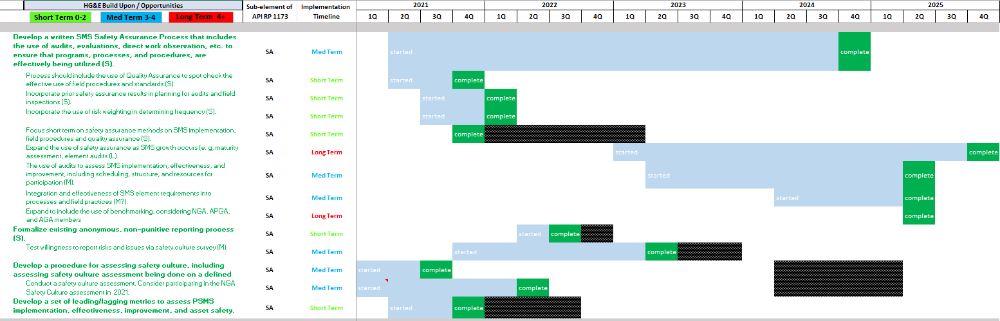 HG&E Build Upon / Opportunities
Sub-element of
Implementation
2021
2022
2023
2024
2025
Short Term 0-2
Med Term 3-4
Long Term 4+
API RP 1173
Timeline
1Q 2Q 3Q 4Q 1Q 2Q 3Q 4Q 1Q 2Q 3Q 4Q 1Q 2Q 3Q 4Q 1Q 2Q 3Q 4Q
Develop a written SMS Safety Assurance Process that includes
the use of audits, evaluations, direct work observation, etc. to
ensure that programs, processes, and procedures, are
effectively being utilized (S).
SA
Med Term
started
complete
Process should include the use of Quality Assurance to spot check the
effective use of field procedures and standards (S).
SA
Short Term
started
complete
Incorporate prior safety assurance results in planning for audits and field
inspections (S).
SA
Short Term
started
complete
Incorporate the use of risk weighting in determining frequency (S).
SA
Short Term
started
complete
Focus short term on safety assurance methods on SMS implementation,
field procedures and quality assurance (S).
SA
Short Term
complete
Expand the use of safety assurance as SMS growth occurs (e. g, maturity
assessment, element audits (L).
SA
Long Term
started
complete
The use of audits to assess SMS implementation, effectiveness, and
improvement, including scheduling, structure, and resources for
participation (M).
SA
Med Term
started
complete
Integration and effectiveness of SMS element requirements into
processes and field practices (M?).
SA
Med Term
started
complete
Expand to include the use of benchmarking, considering NGA, APGA,
and AGA members
SA
Long Term
complete
Formalize existing anonymous, non-punitive reporting process
(S).
SA
Short Term
started
complete
Test willingness to report risks and issues via safety culture survey (M).
SA
Med Term
started
complete
Develop a procedure for assessing safety culture, including
assessing safety culture assessment being done on a defined
SA
Med Term
started
complete
Conduct a safety culture assessment. Consider participating in the NGA
Safety Culture assessment in 2021.
SA
Med Term
started
complete
Develop a set of leading/lagging metrics to assess PSMS
implementation, effectiveness, improvement, and asset safety.
SA
Short Term
started
complete